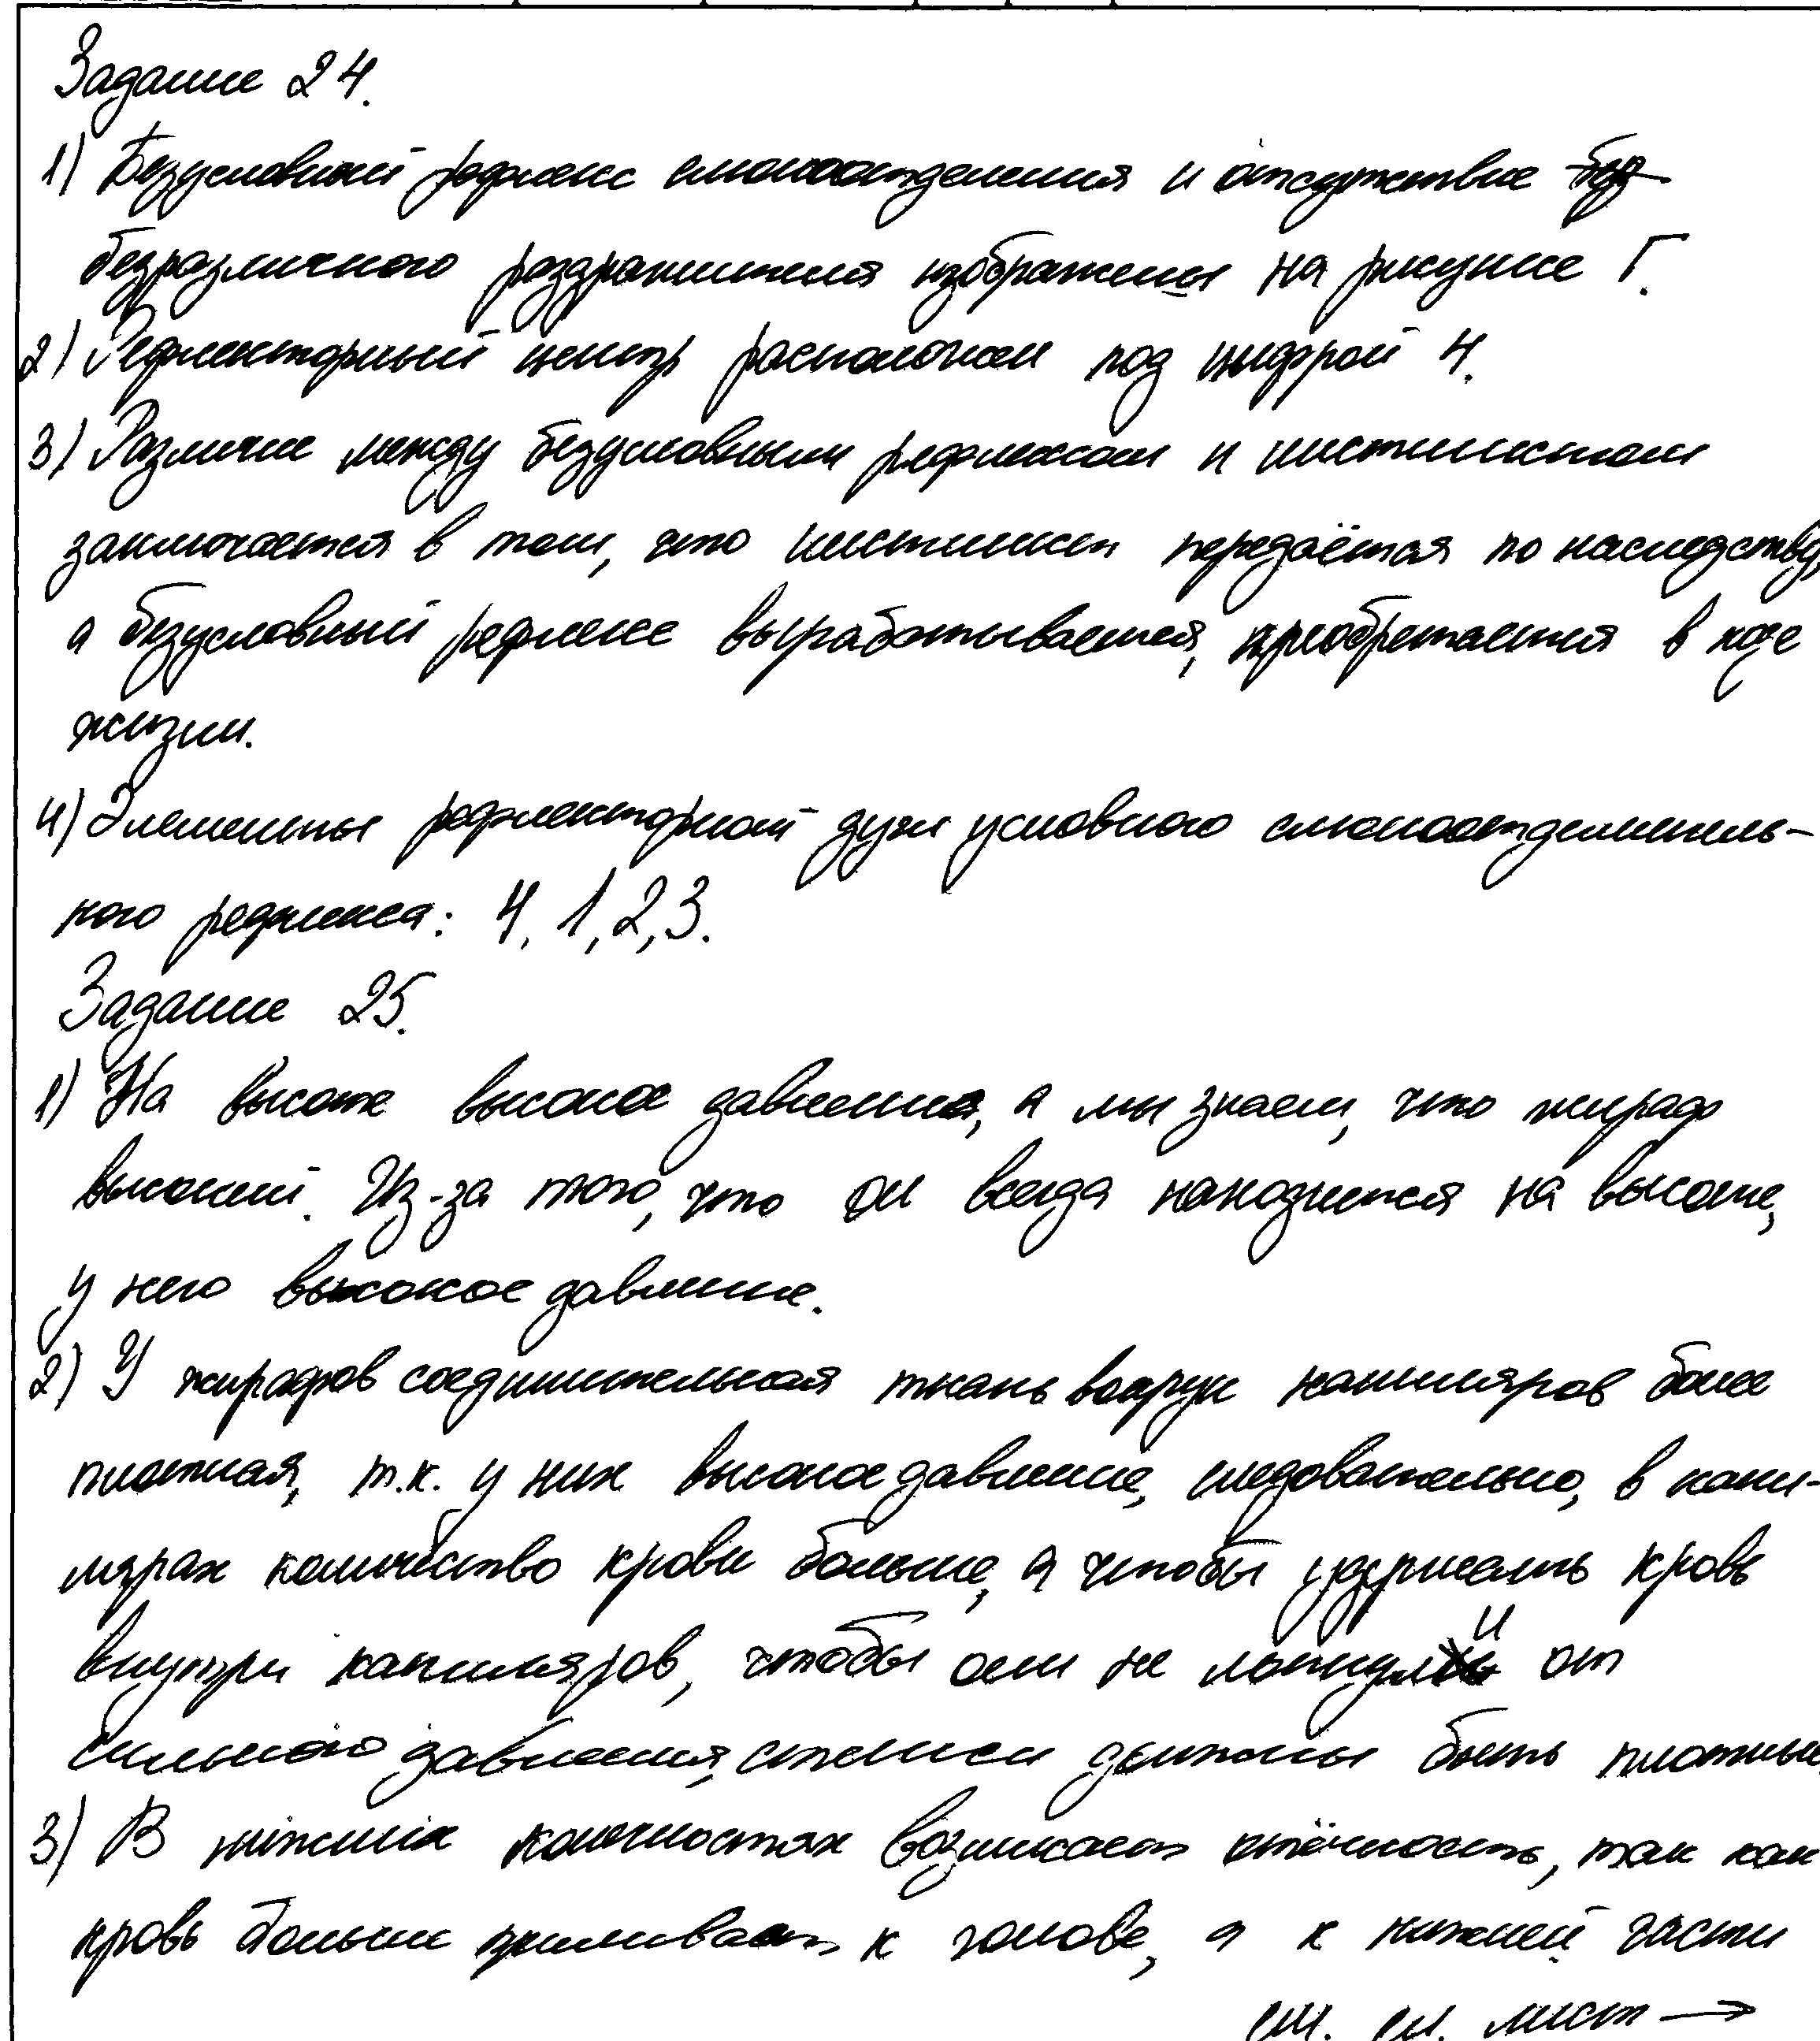 Задание 24.
1) Безусловный рефлекс слюноотделения и отсутствие
безразличного раздражителя изображены на рисунке Г.
2) Рефлекторный центр расположен под цифрой 4.
3) Различие между безусловным рефлексом и инстинктом
заключается в том, что инстинкт передаётся по наследству,
а безусловный рефлекс вырабатывается, приобретается в ходе
жизни.
4) Элементы рефлекторной дуги условного слюноотделитель-
ного рефлекса: 4, 1, 2, 3.
Задание 25.
1) На высоте высокое давление, а мы знаем, что жираф
высокий. Из-за того, что он всегда находится на высоте,
у него высокое давление.
2) У жирафов соединительная ткань вокруг капилляров более
плотная, т.к. у них высокое давление, следовательно, в капи-
лярах количество крови больше, а чтобы удержать кровь
внутри капиляров, чтобы они не лопнули от
сильного давления, стенки должны быть плотные.
3) В нижних конечностях возникает отёчность, так как
кровь больше приливает к голове, а к нижней части
см. сл. лист →